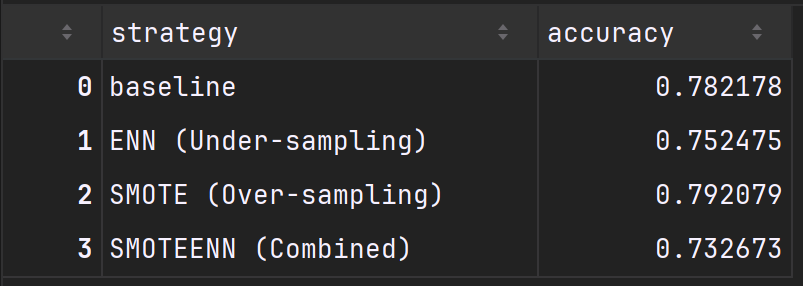 strategy accuracy
0 baseline 0.782178
1 ENN (Under-sampling) 0.752475
2 SMOTE (Over-sampling) 0.792079
3 SMOTEENN (Combined) 0.732673